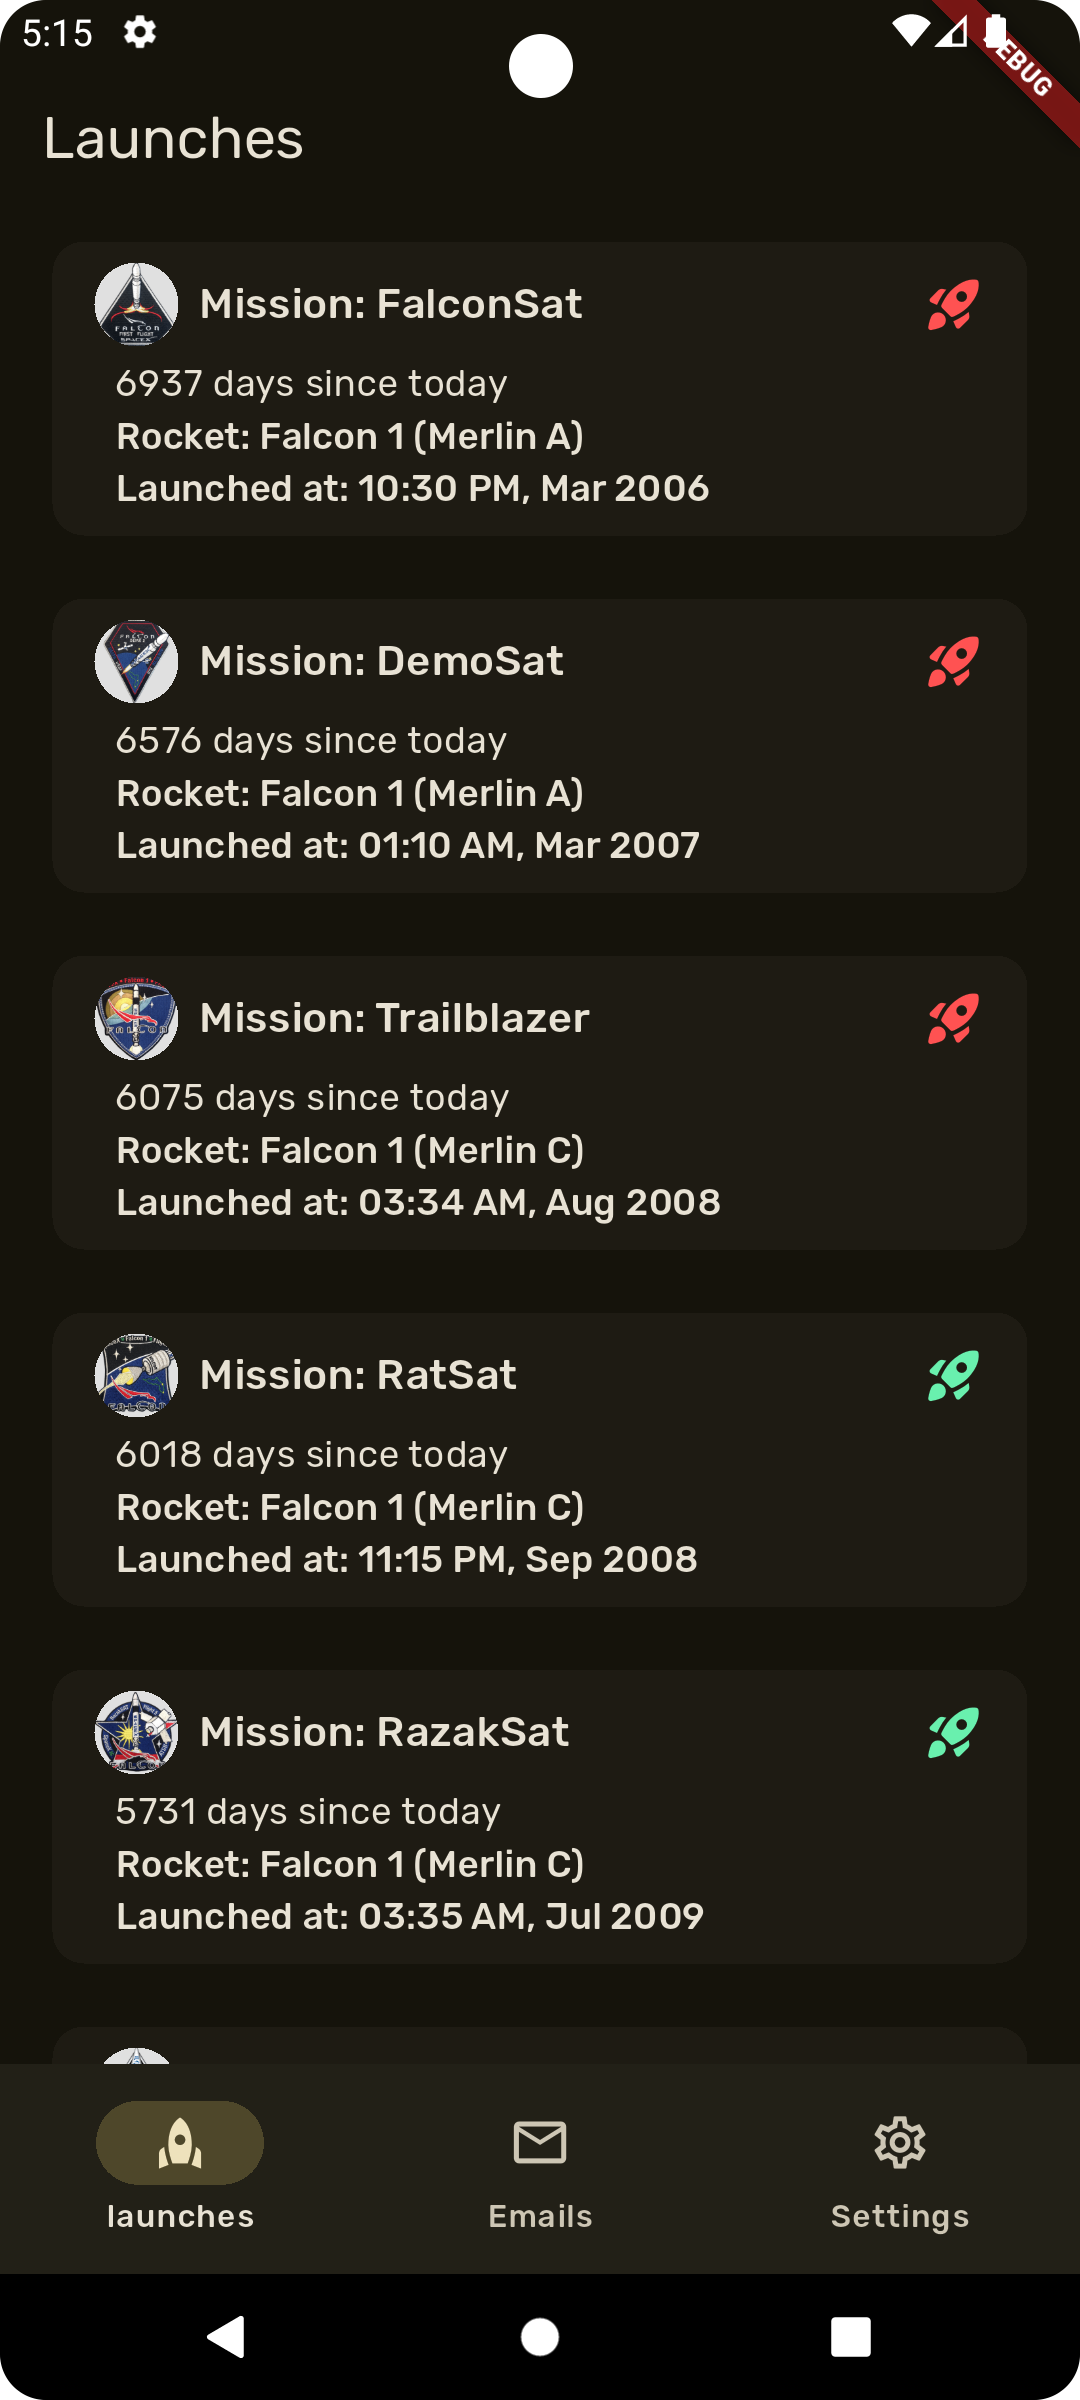 5:15
EBUG
Launches
Mission: FalconSat
6937 days since today
Rocket: Falcon 1 (Merlin A)
Launched at: 10:30 PM, Mar 2006
Mission: DemoSat
6576 days since today
Rocket: Falcon 1 (Merlin A)
Launched at: 01:10 AM, Mar 2007
Mission: Trailblazer
6075 days since today
Rocket: Falcon 1 (Merlin C)
Launched at: 03:34 AM, Aug 2008
Mission: RatSat
6018 days since today
Rocket: Falcon 1 (Merlin C)
Launched at: 11:15 PM, Sep 2008
Mission: RazakSat
5731 days since today
Rocket: Falcon 1 (Merlin C)
Launched at: 03:35 AM, Jul 2009
launches
Emails
Settings